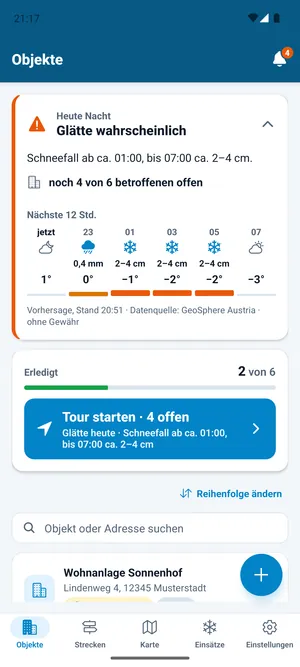 21:17
Objekte
4
Heute Nacht
Glätte wahrscheinlich
Schneefall ab ca. 01:00, bis 07:00 ca. 2–4 cm.
noch 4 von 6 betroffenen offen
Nächste 12 Std.
jetzt 23 01 03 05 07
0,4 mm 2–4 cm 2–4 cm 2–4 cm
1° 0° −1° −2° −2° −3°
Vorhersage, Stand 20:51 · Datenquelle: GeoSphere Austria ·
ohne Gewähr
Erledigt 2 von 6
Tour starten · 4 offen
Glätte heute · Schneefall ab ca. 01:00,
bis 07:00 ca. 2–4 cm
Reihenfolge ändern
Objekt oder Adresse suchen
Wohnanlage Sonnenhof
Lindenweg 4, 12345 Musterstadt
Objekte Strecken Karte Einsätze Einstellungen